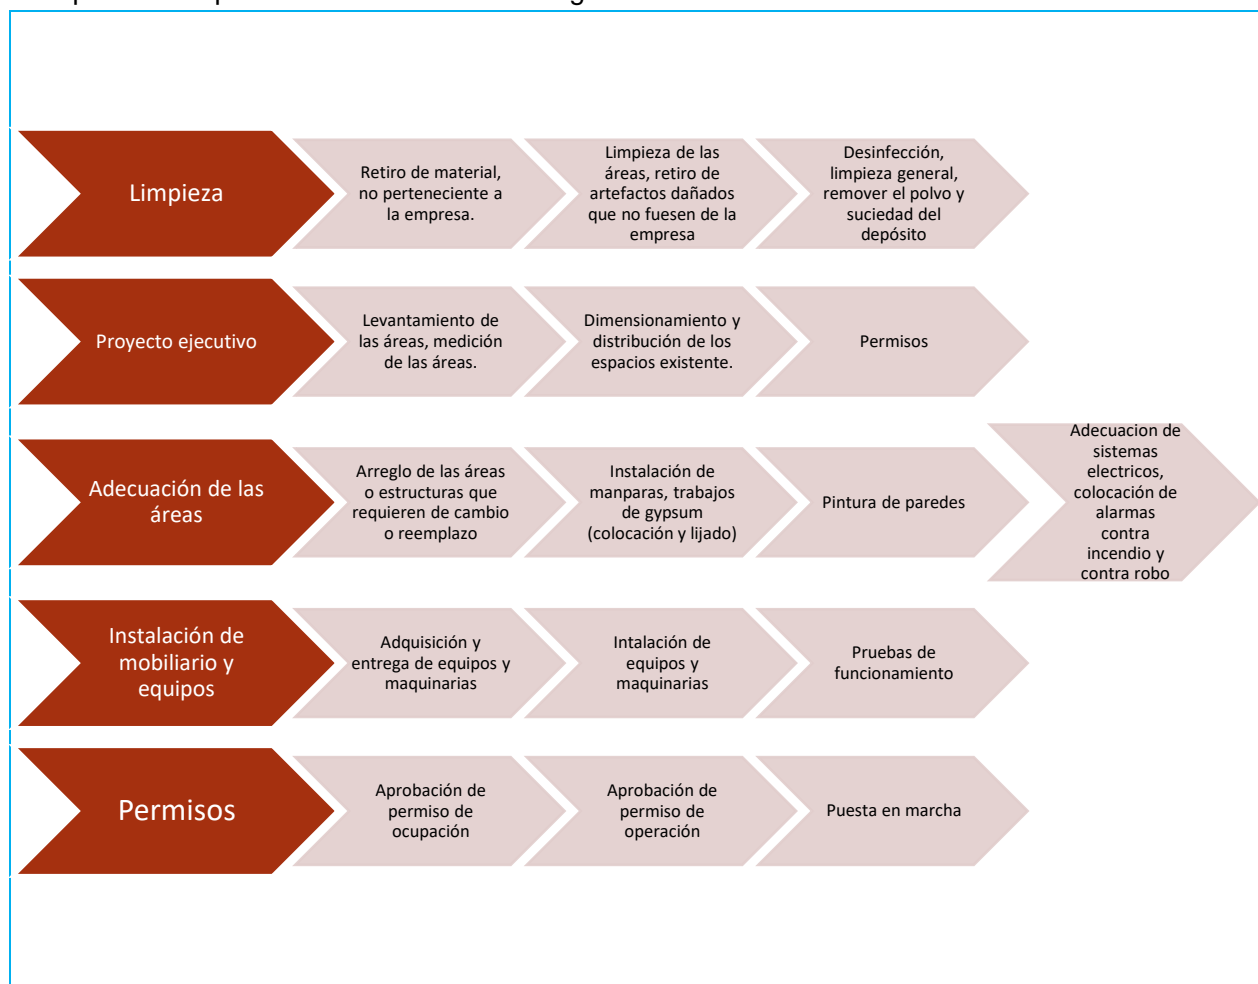 Limpieza
Retiro de material,
no perteneciente a
la empresa.
Limpieza de las
áreas, retiro de
artefactos dañados
que no fuesen de la
empresa
Desinfección,
limpieza general,
remover el polvo y
suciedad del
depósito
Proyecto ejecutivo
Levantamiento de
las áreas, medición
de las áreas.
Dimensionamiento y
distribución de los
espacios existente.
Permisos
Adecuación de las
áreas
Arreglo de las áreas
o estructuras que
requieren de cambio
o reemplazo
Instalación de
manparas, trabajos
de gypsum
(colocación y lijado)
Pintura de paredes
Adecuacion de
sistemas
electricos,
colocación de
alarmas
contra
incendio y
contra robo
Instalación de
mobiliario y
equipos
Adquisición y
entrega de equipos y
maquinarias
Intalación de
equipos y
maquinarias
Pruebas de
funcionamiento
Permisos
Aprobación de
permiso de
ocupación
Aprobación de
permiso de
operación
Puesta en marcha